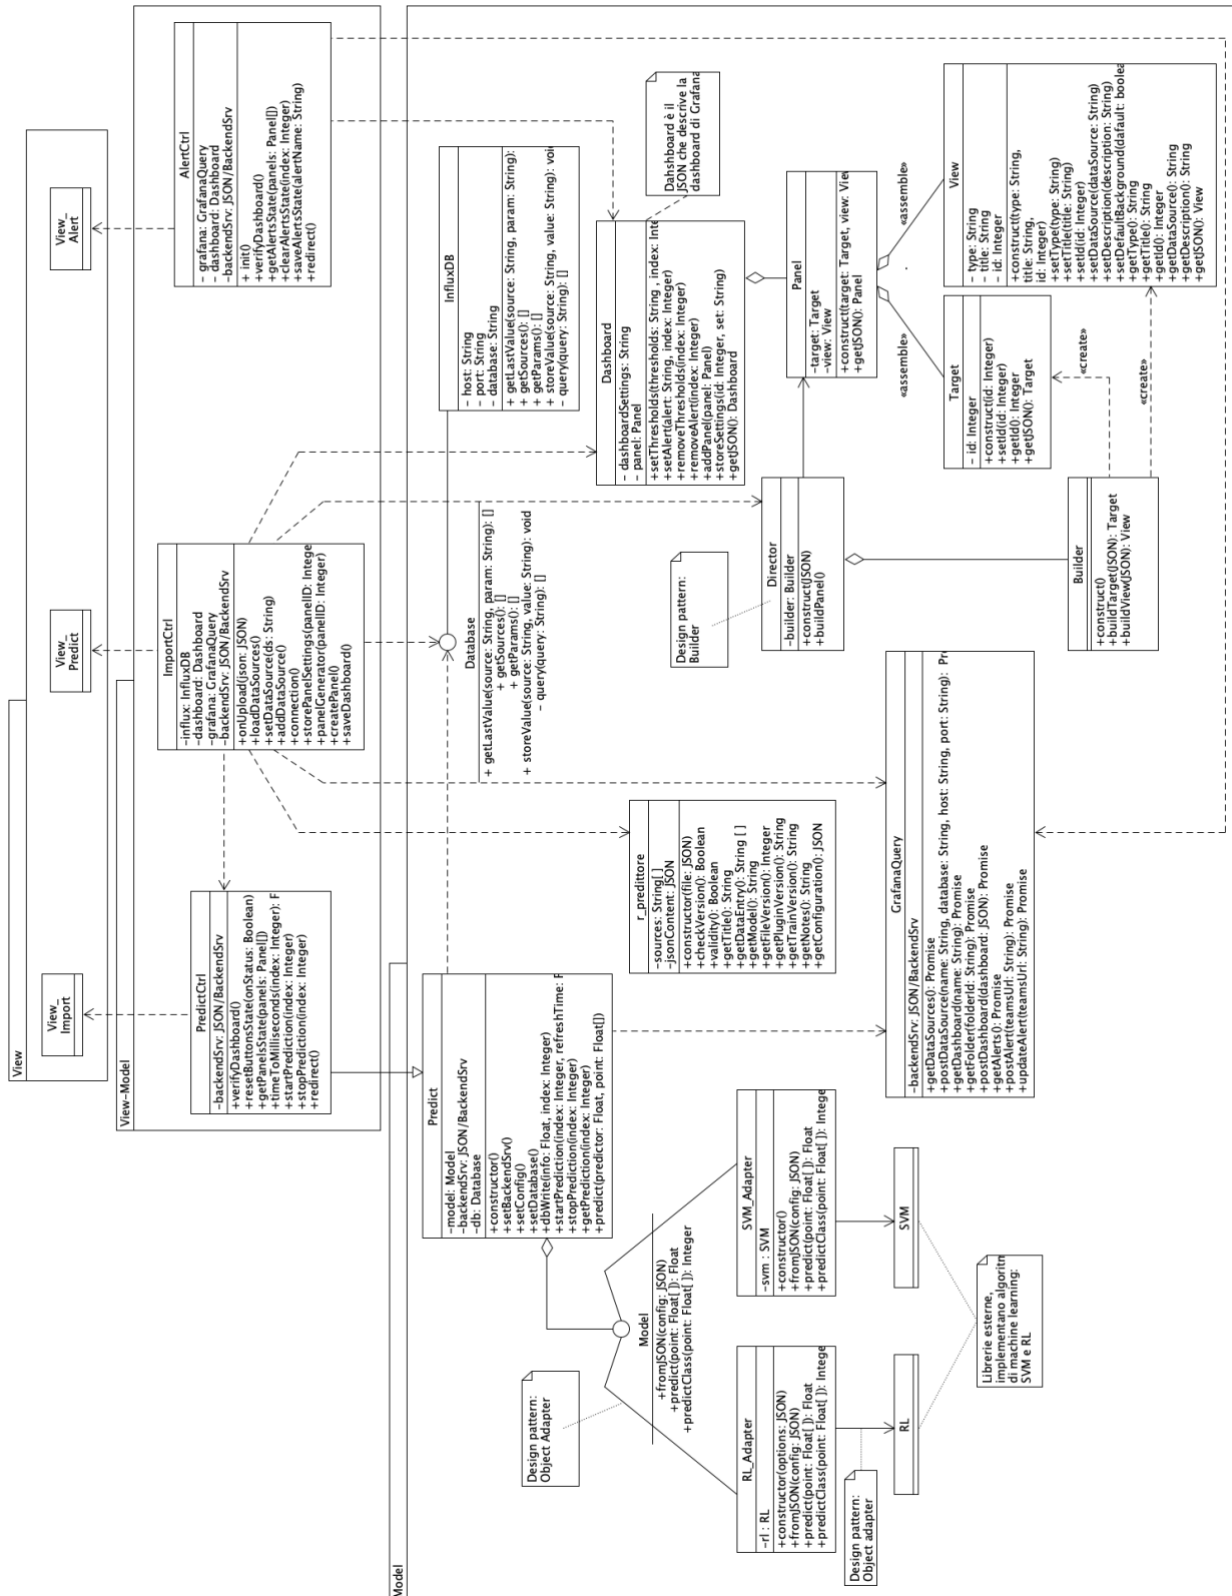 View
View_
Import
View_
Predict
View_
Alert
View-Model
PredictCtrl
-backendSrv: JSON/BackendSrv
+verifyDashboard()
+resetButtonsState(onStatus: Boolean)
+getPanelsState(panels: Panel[])
+timeToMilliseconds(index: Integer): F
+startPrediction(index: Integer)
+stopPrediction(index: Integer)
+redirect()
ImportCtrl
-influx: InfluxDB
-dashboard: Dashboard
-grafana: GrafanaQuery
-backendSrv: JSON/BackendSrv
+onUpload(json: JSON)
+loadDataSources()
+setDataSource(ds: String)
+addDataSource()
+connection()
+storePanelSettings(panelID: Intege
+panelGenerator(panelID: Integer)
+createPanel()
+saveDashboard()
AlertCtrl
- grafana: GrafanaQuery
- dashboard: Dashboard
-backendSrv: JSON/BackendSrv
+ init()
+verifyDashboard()
+getAlertsState(panels: Panel[])
+clearAlertsState(index: Integer)
+saveAlertsState(alertName: String)
+redirect()
Model
Predict
-model: Model
-backendSrv: JSON/BackendSrv
-db: Database
+constructor()
+setBackendSrv()
+setConfig()
+setDatabase()
+dbWrite(info: Float, index: Integer)
+startPrediction(index: Integer, refreshTime: F
+stopPrediction(index: Integer)
+getPrediction(index: Integer)
+predict(predictor: Float, point: Float[])
Database
+ getLastValue(source: String, param: String): []
+ getSources(): []
+ getParams(): []
+ storeValue(source: String, value: String): void
- query(query: String): []
InfluxDB
- host: String
- port: String
- database: String
+ getLastValue(source: String, param: String):
+ getSources(): []
+ getParams(): []
+ storeValue(source: String, value: String): voi
- query(query: String): []
Design pattern:
Object Adapter
Model
+fromJSON(config: JSON)
+predict(point: Float[ ]): Float
+predictClass(point: Float[ ]): Integer
r_predittore
-sources: String[ ]
-jsonContent: JSON
+constructor(file: JSON)
+checkVersion(): Boolean
+validity(): Boolean
+getTitle(): String
+getDataEntry(): String [ ]
+getModel(): String
+getFileVersion(): Integer
+getPluginVersion(): String
+getTrainVersion(): String
+getNotes(): String
+getConfiguration(): JSON
Design pattern:
Builder
Dashboard
- dashboardSettings: String
- panel: Panel
+setThresholds(thresholds: String , index: Inte
+setAlert(alert: String, index: Integer)
+removeThresholds(index: Integer)
+removeAlert(index: Integer)
+addPanel(panel: Panel)
+storeSettings(id: Integer, set: String)
+getJSON(): Dashboard
Dahshboard è il
JSON che descrive la
dashboard di Grafana
RL_Adapter
-rl : RL
+constructor(options: JSON)
+fromJSON(config: JSON)
+predict(point: Float[ ]): Float
+predictClass(point: Float[ ]): Intege
SVM_Adapter
-svm : SVM
+constructor()
+fromJSON(config: JSON)
+predict(point: Float[ ]): Float
+predictClass(point: Float[ ]): Intege
Director
-builder: Builder
+construct(JSON)
+buildPanel()
Panel
-target: Target
-view: View
+construct(target: Target, view: Viev
+getJSON(): Panel
Design pattern:
Object adapter
RL
SVM
GrafanaQuery
-backendSrv: JSON/BackendSrv
+getDataSources(): Promise
+postDataSource(name: String, database: String, host: String, port: String): Pr
+getDashboard(name: String): Promise
+getFolder(folderId: String): Promise
+postDashboard(dashboard: JSON): Promise
+getAlerts(): Promise
+postAlert(teamsUrl: String): Promise
+updateAlert(teamsUrl: String): Promise
«assemble»
«assemble»
Target
- id: Integer
+construct(id: Integer)
+setId(id: Integer)
+getId(): Integer
+getJSON(): Target
View
- type: String
- title: String
- id: Integer
+construct(type: String,
title: String,
id: Integer)
+setType(type: String)
+setTitle(title: String)
+setId(id: Integer)
+setDataSource(dataSource: String)
+setDescription(description: String)
+setDefaultBackground(dafault: boolea
+getType(): String
+getTitle(): String
+getId(): Integer
+getDataSource(): String
+getDescription(): String
+getJSON(): View
Librerie esterne,
implementano algoritm
di machine learning:
SVM e RL
Builder
+construct()
+buildTarget(JSON): Target
+buildView(JSON): View
«create»
«create»